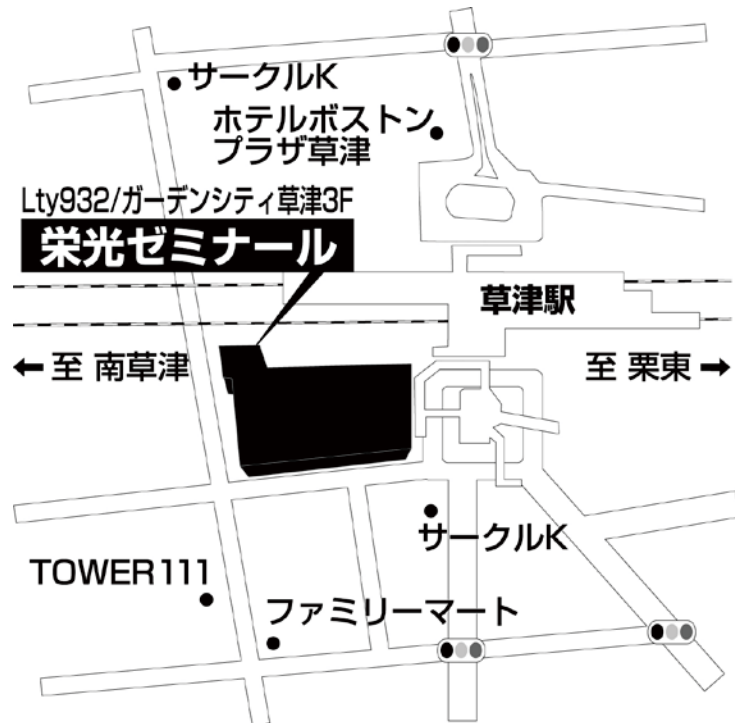 サークルK
ホテルボストン
プラザ草津
Lty932/ガーデンシティ草津3F
栄光ゼミナール
草津駅
← 至 南草津
至 栗東 →
サークルK
TOWER111
ファミリーマート